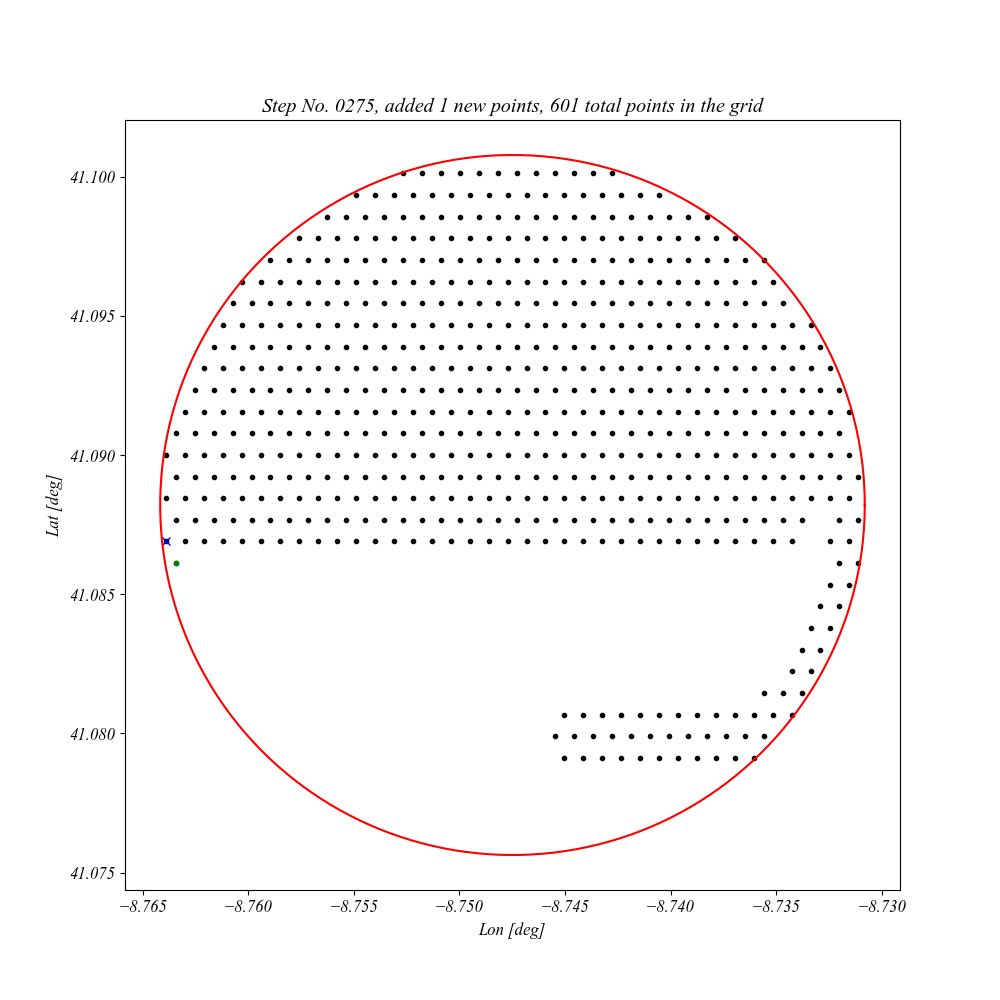 Step No. 0275, added 1 new points, 601 total points in the grid
41.100
41.095
41.090
41.085
41.080
41.075
Lat [deg]
−8.765 −8.760 −8.755 −8.750 −8.745 −8.740 −8.735 −8.730
Lon [deg]